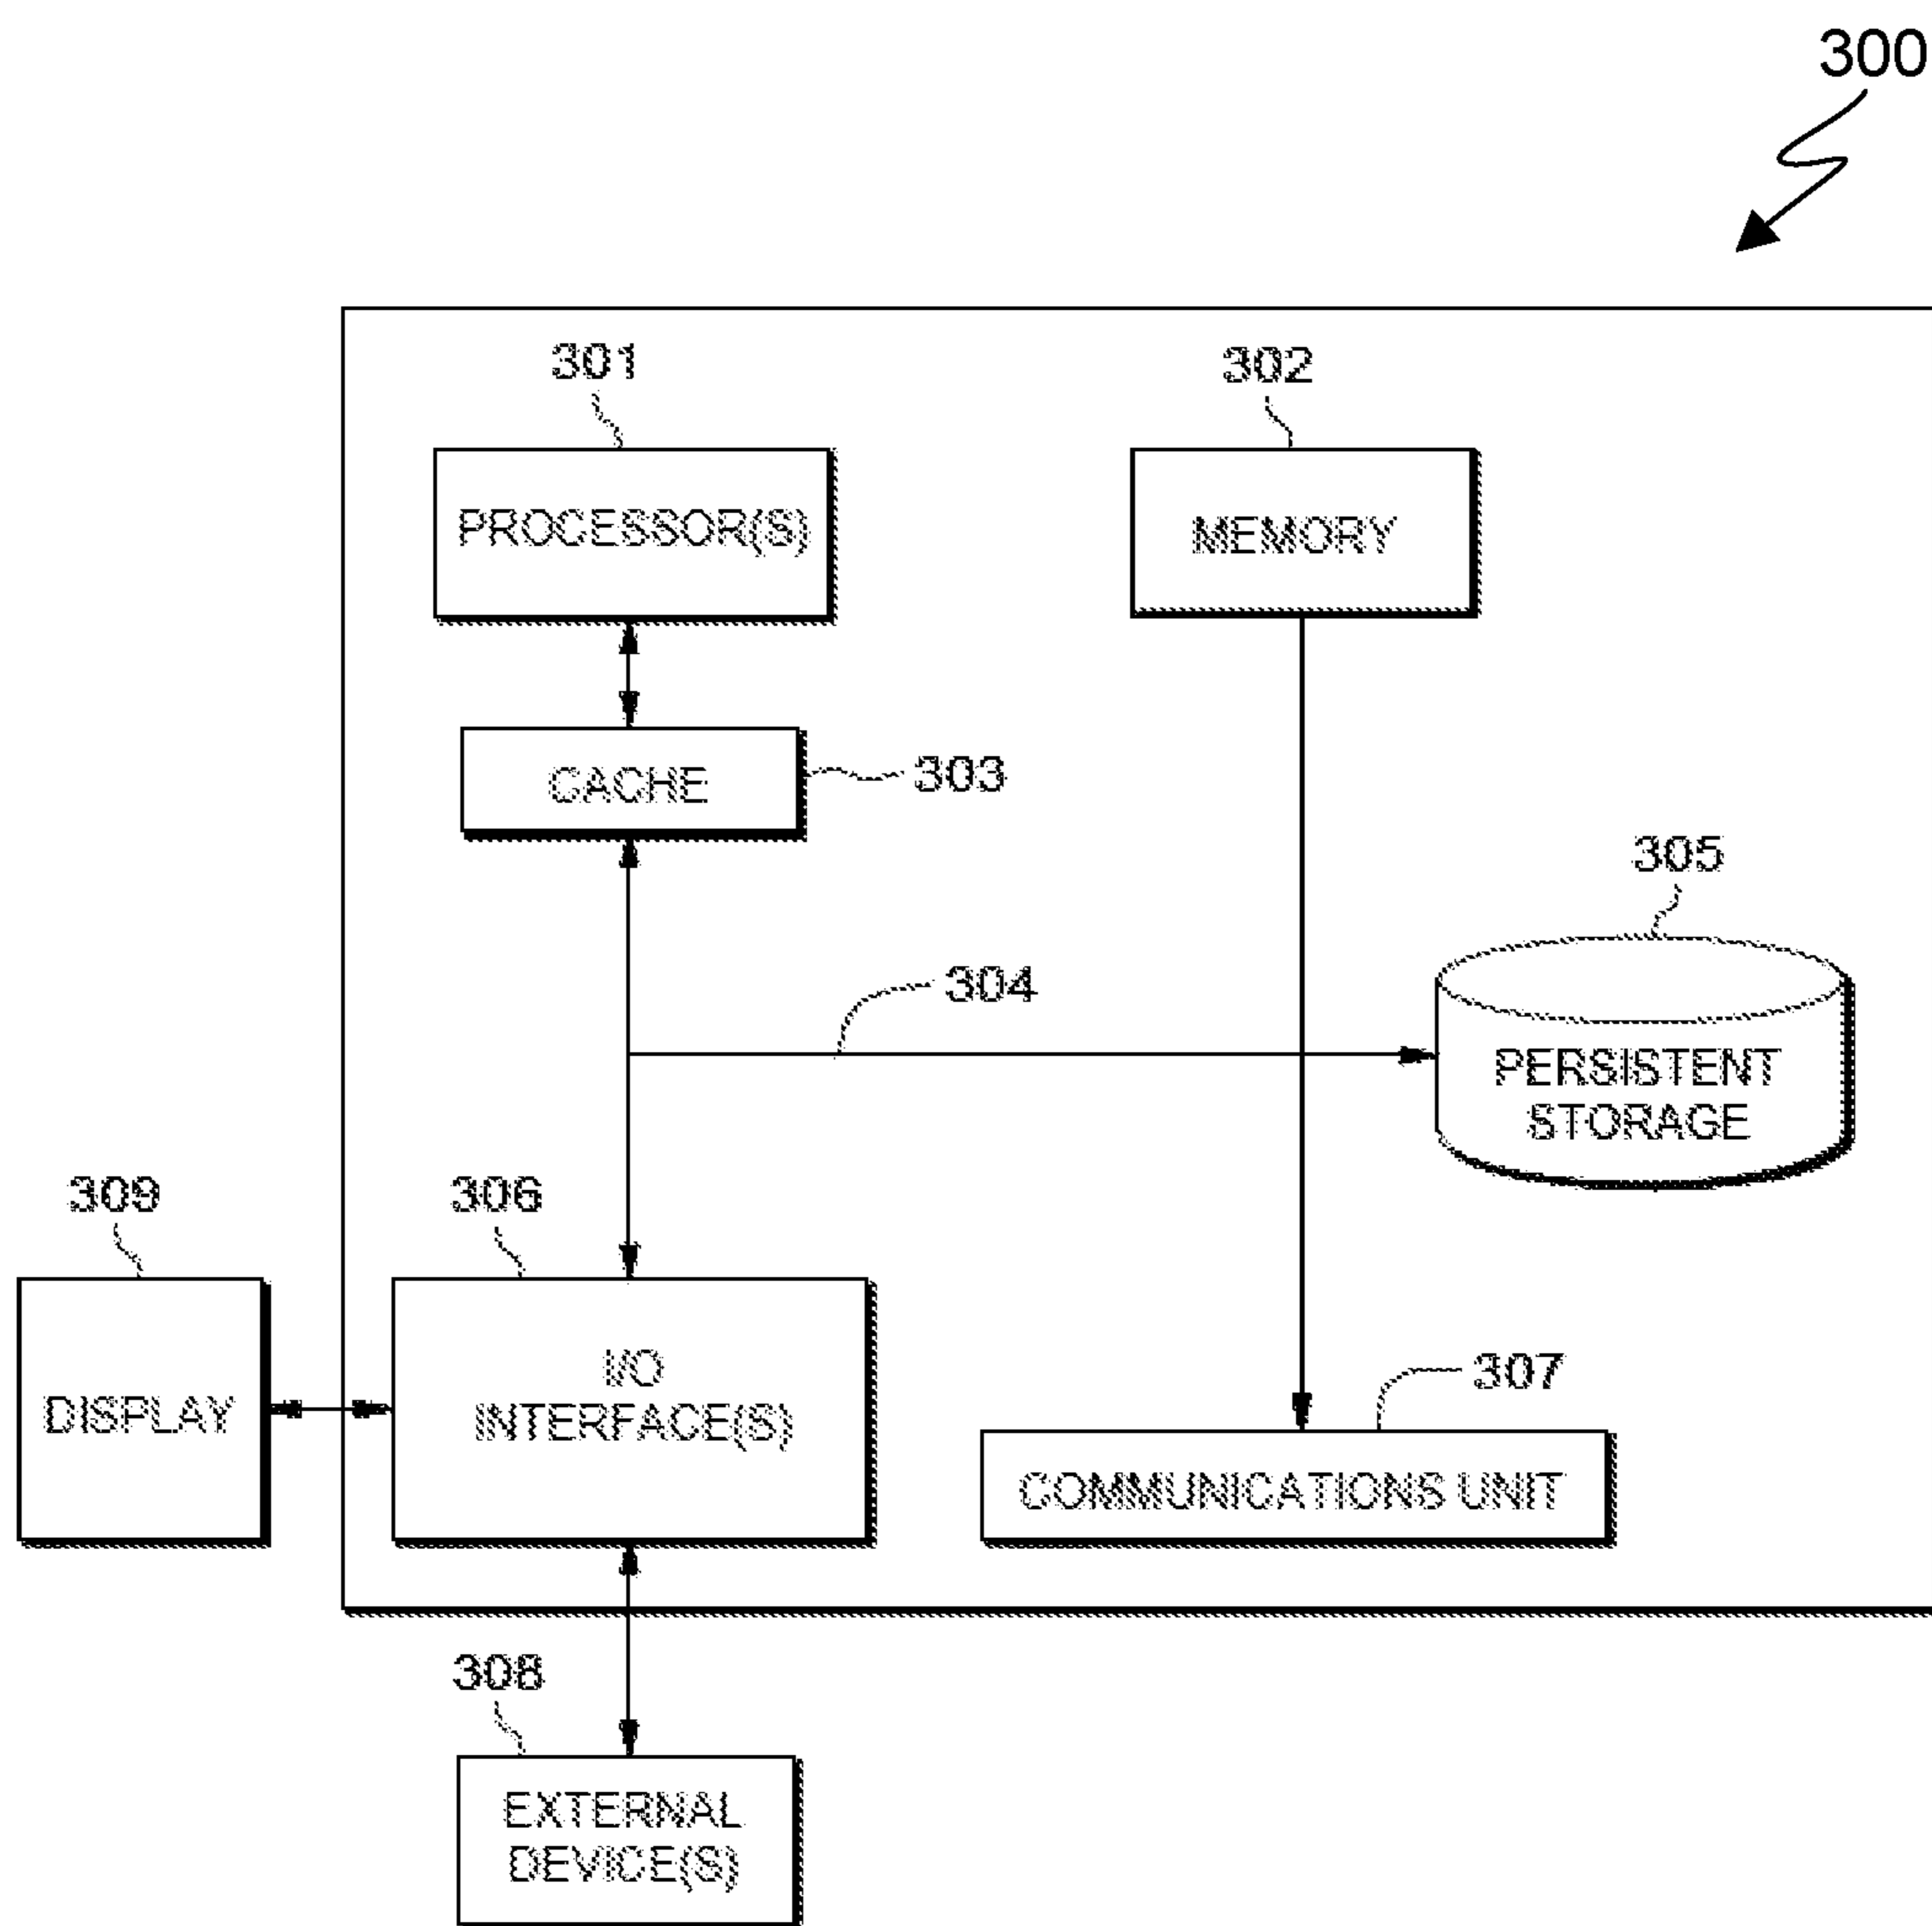 300
301
302
PROCESSOR(S)
MEMORY
CACHE
303
305
304
PERSISTENT
STORAGE
309
306
DISPLAY
I/O
INTERFACE(S)
307
COMMUNICATIONS UNIT
308
EXTERNAL
DEVICE(S)